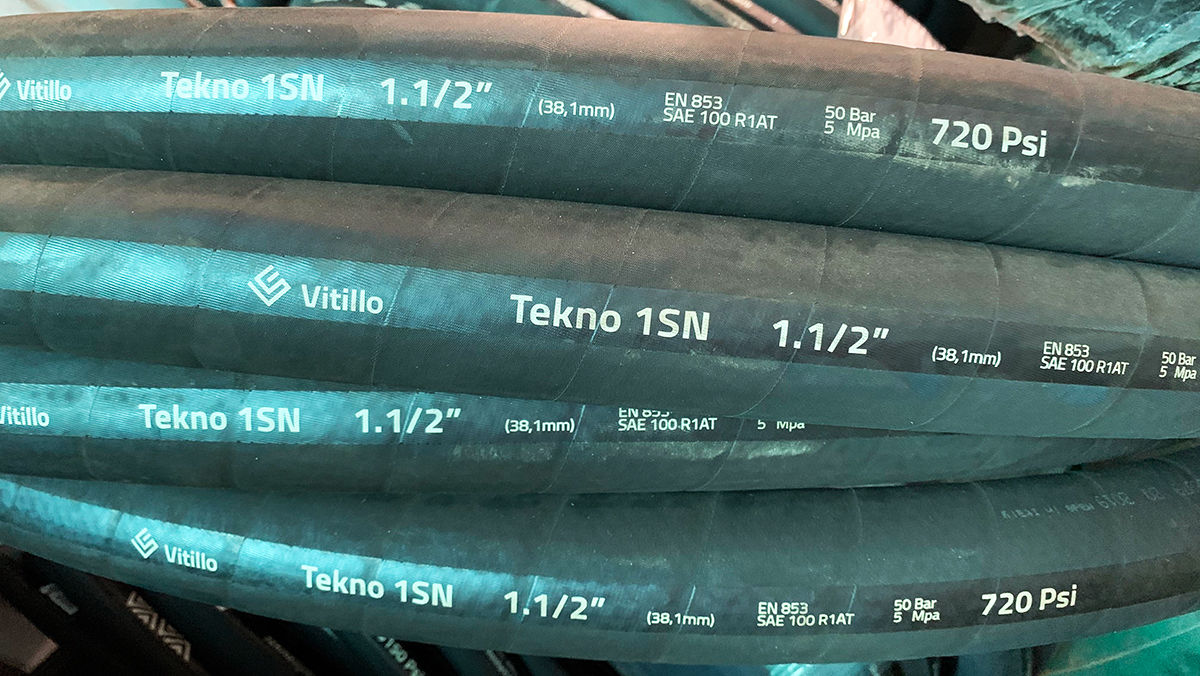 Vitillo Tekno 1SN 1.1/2” (38,1mm) EN 853
SAE 100 R1AT 50 Bar
5 Mpa 720 Psi
Vitillo Tekno 1SN 1.1/2” (38,1mm) EN 853
SAE 100 R1AT 50 Bar
5 Mpa
Vitillo Tekno 1SN 1.1/2” (38,1mm) EN 853
SAE 100 R1AT 5 Mpa
Vitillo Tekno 1SN 1.1/2” (38,1mm) EN 853
SAE 100 R1AT 50 Bar
5 Mpa 720 Psi